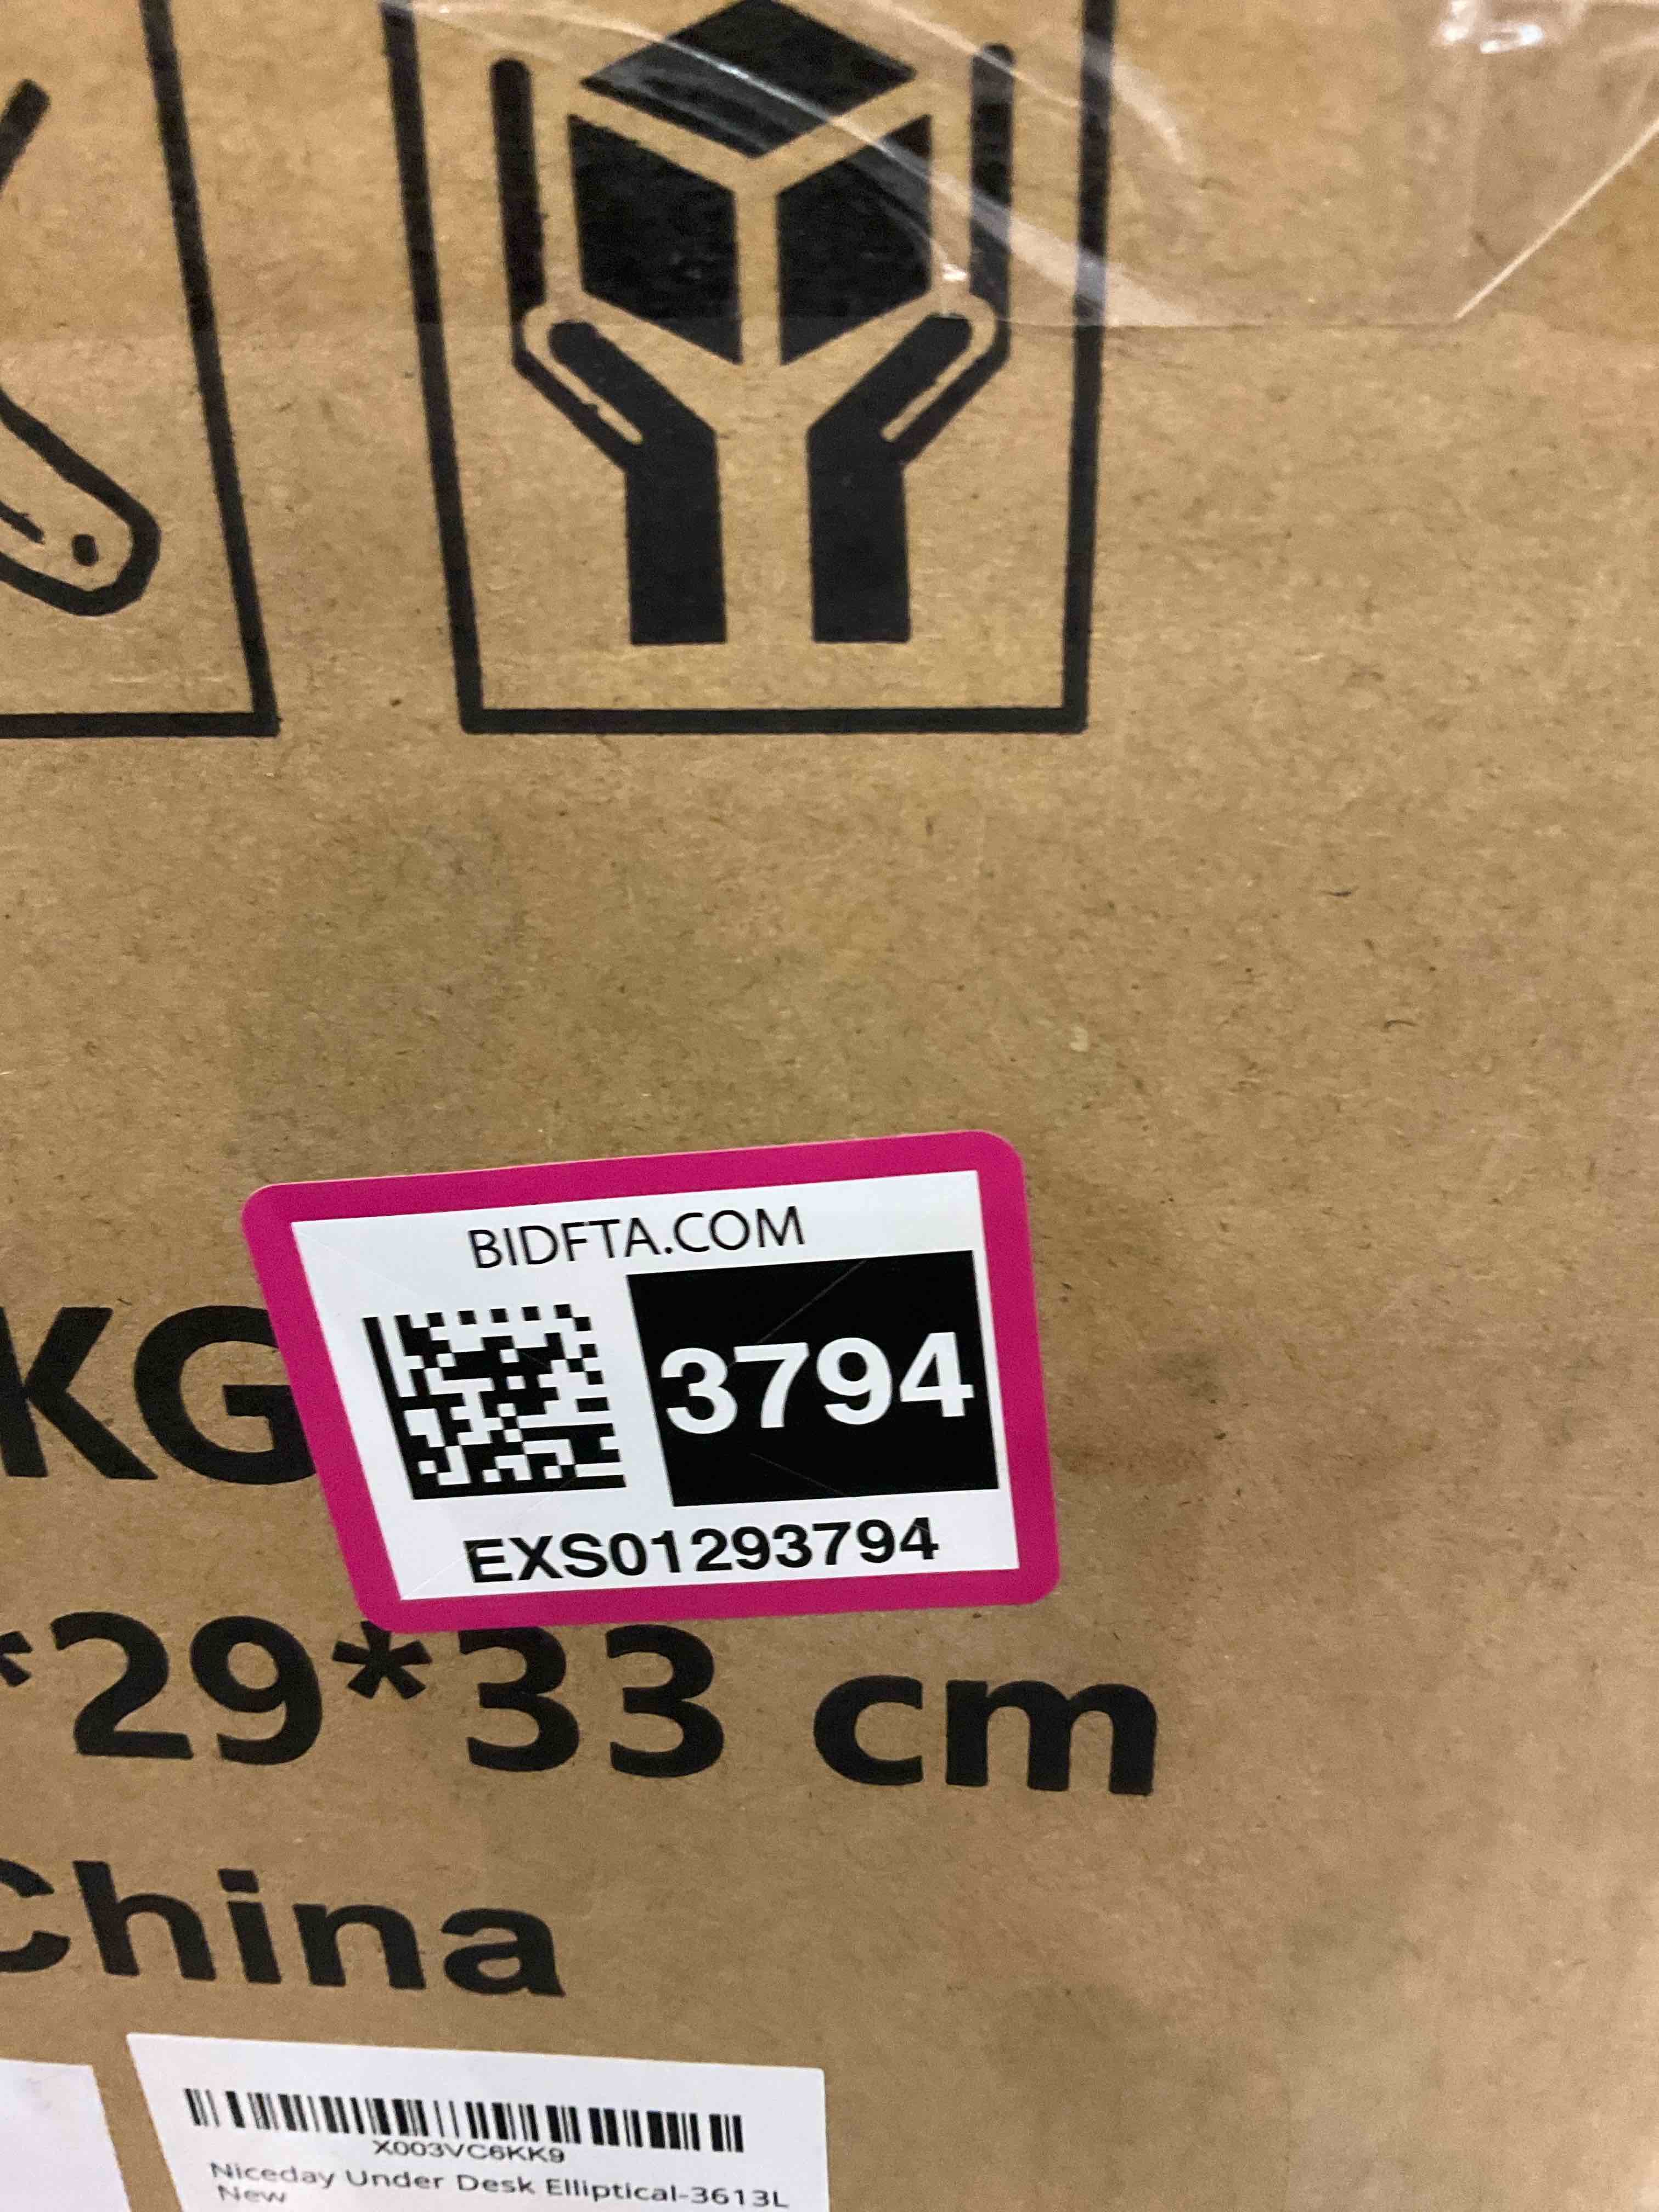 BIDFTA.COM
3794
EXS01293794
KG
*29*33 cm
China
X003VC6KK9
Niceday Under Desk Elliptical-3613L
New